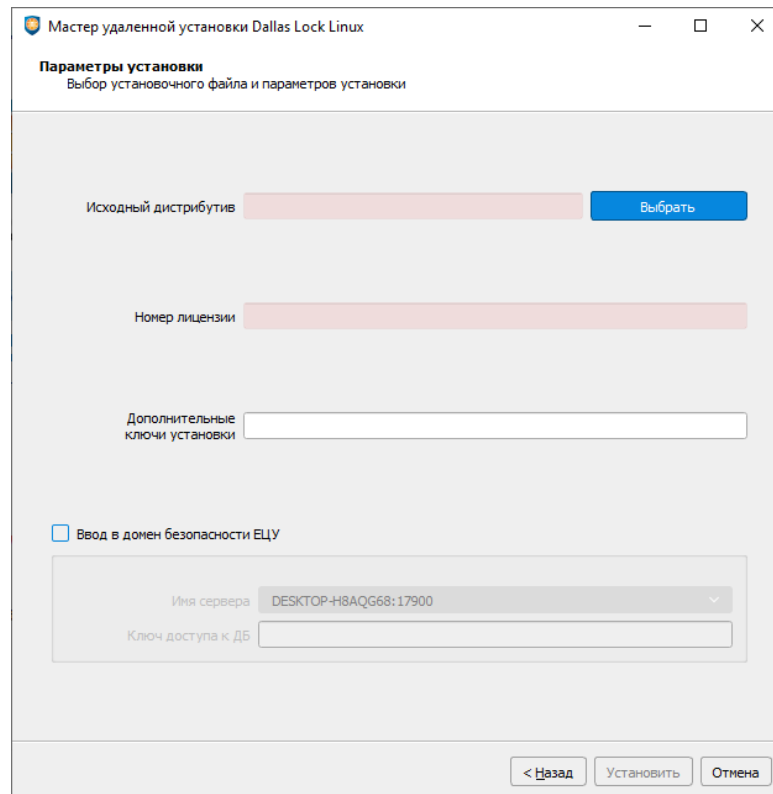 Мастер удаленной установки Dallas Lock Linux
Параметры установки
Выбор установочного файла и параметров установки
Исходный дистрибутив
Выбрать
Номер лицензии
Дополнительные
ключи установки
Ввод в домен безопасности ЕЦУ
Имя сервера DESKTOP-H8AQG68:17900
Ключ доступа к ДБ
< Назад Установить Отмена